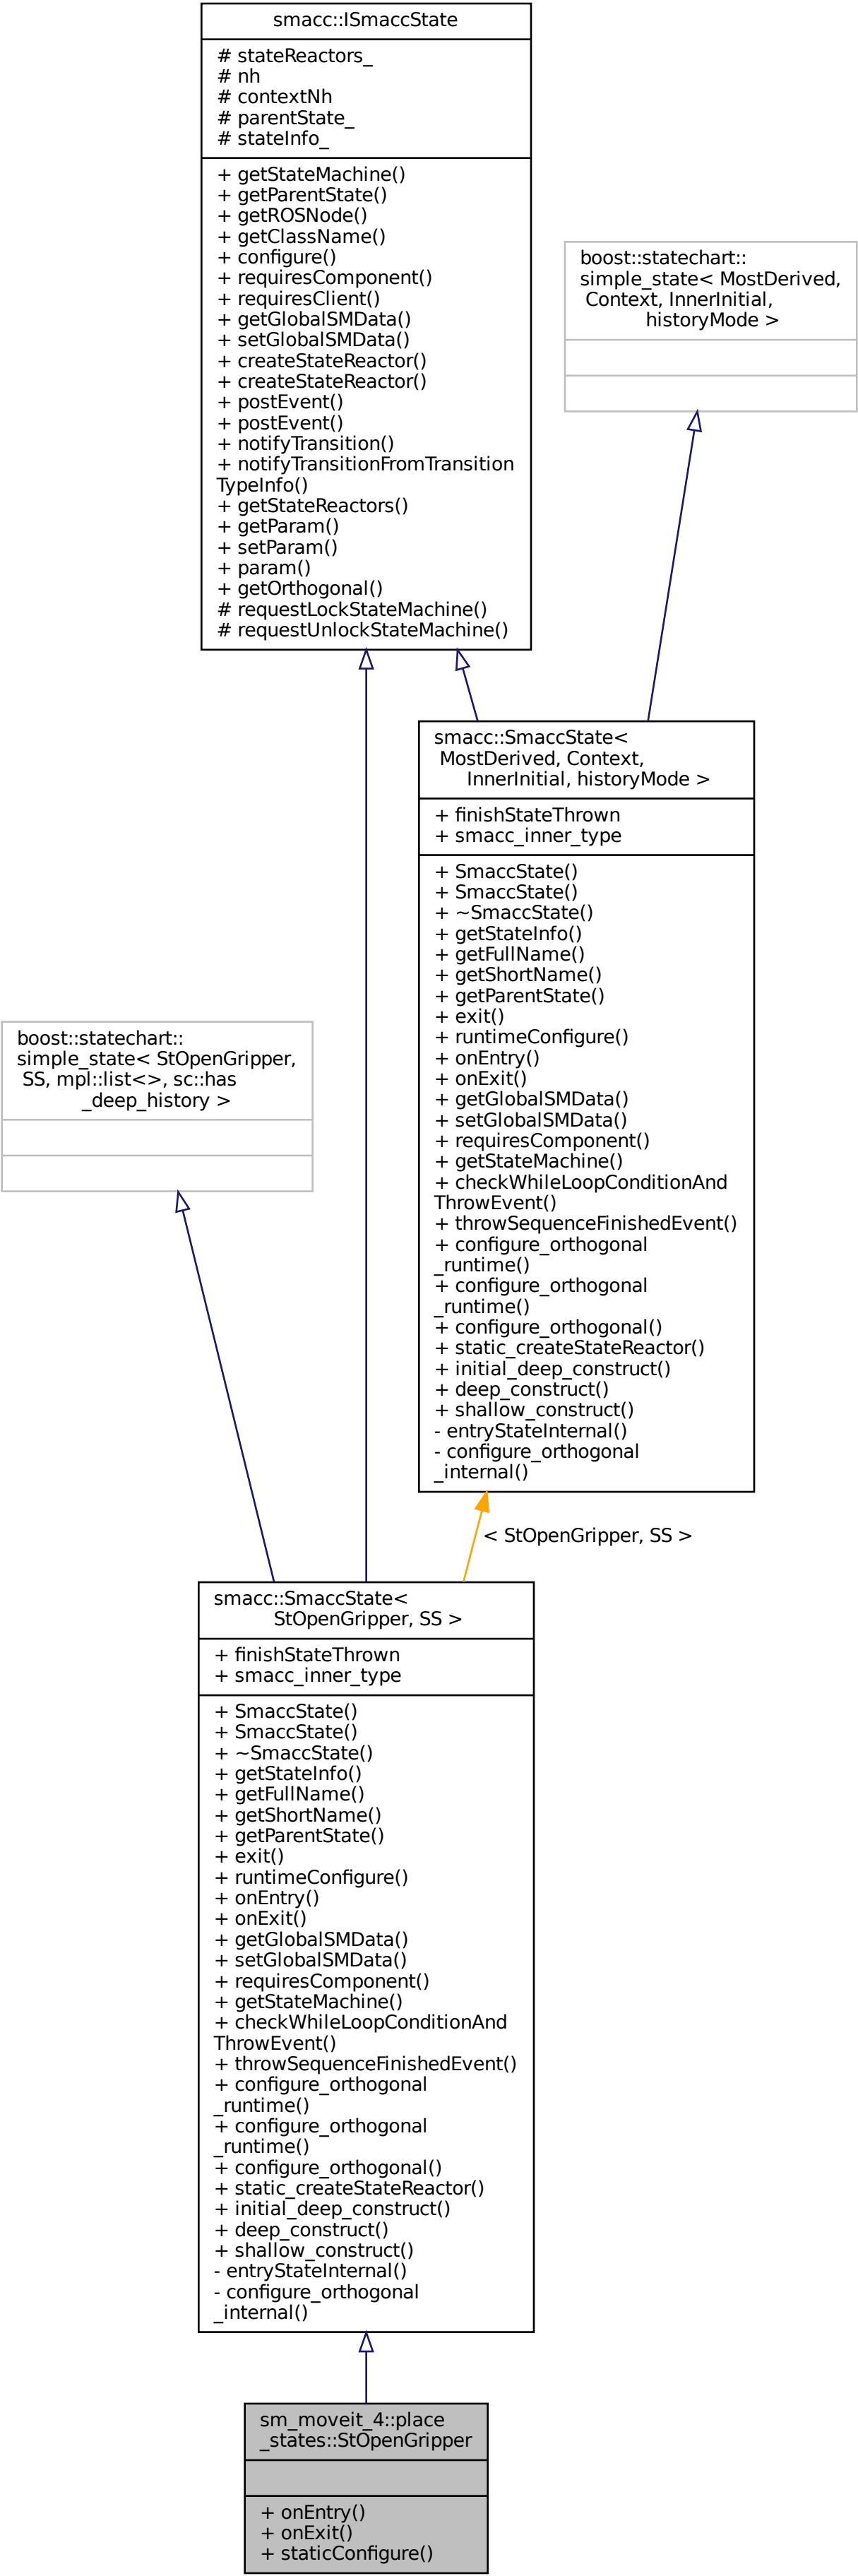 smacc::ISmaccState
# stateReactors_
# nh
# contextNh
# parentState_
# stateInfo_
+ getStateMachine()
+ getParentState()
+ getROSNode()
+ getClassName()
+ configure()
+ requiresComponent()
+ requiresClient()
+ getGlobalSMData()
+ setGlobalSMData()
+ createStateReactor()
+ createStateReactor()
+ postEvent()
+ postEvent()
+ notifyTransition()
+ notifyTransitionFromTransition
TypeInfo()
+ getStateReactors()
+ getParam()
+ setParam()
+ param()
+ getOrthogonal()
# requestLockStateMachine()
# requestUnlockStateMachine()
boost::statechart::
simple_state< MostDerived,
Context, InnerInitial,
historyMode >
smacc::SmaccState<
MostDerived, Context,
InnerInitial, historyMode >
+ finishStateThrown
+ smacc_inner_type
+ SmaccState()
+ SmaccState()
+ ~SmaccState()
+ getStateInfo()
+ getFullName()
+ getShortName()
+ getParentState()
+ exit()
+ runtimeConfigure()
+ onEntry()
+ onExit()
+ getGlobalSMData()
+ setGlobalSMData()
+ requiresComponent()
+ getStateMachine()
+ checkWhileLoopConditionAnd
ThrowEvent()
+ throwSequenceFinishedEvent()
+ configure_orthogonal
_runtime()
+ configure_orthogonal
_runtime()
+ configure_orthogonal()
+ static_createStateReactor()
+ initial_deep_construct()
+ deep_construct()
+ shallow_construct()
- entryStateInternal()
- configure_orthogonal
_internal()
boost::statechart::
simple_state< StOpenGripper,
SS, mpl::list<>, sc::has
_deep_history >
< StOpenGripper, SS >
smacc::SmaccState<
StOpenGripper, SS >
+ finishStateThrown
+ smacc_inner_type
+ SmaccState()
+ SmaccState()
+ ~SmaccState()
+ getStateInfo()
+ getFullName()
+ getShortName()
+ getParentState()
+ exit()
+ runtimeConfigure()
+ onEntry()
+ onExit()
+ getGlobalSMData()
+ setGlobalSMData()
+ requiresComponent()
+ getStateMachine()
+ checkWhileLoopConditionAnd
ThrowEvent()
+ throwSequenceFinishedEvent()
+ configure_orthogonal
_runtime()
+ configure_orthogonal
_runtime()
+ configure_orthogonal()
+ static_createStateReactor()
+ initial_deep_construct()
+ deep_construct()
+ shallow_construct()
- entryStateInternal()
- configure_orthogonal
_internal()
sm_moveit_4::place
_states::StOpenGripper
+ onEntry()
+ onExit()
+ staticConfigure()